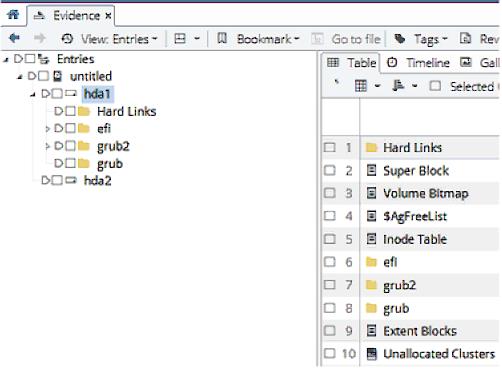 Evidence ×
View: Entries Bookmark Go to file Tags Rev
Entries
untitled
hda1
Hard Links
efi
grub2
grub
hda2
Table Timeline Gal
Selected
1 Hard Links
2 Super Block
3 Volume Bitmap
4 $AgFreeList
5 Inode Table
6 efi
7 grub2
8 grub
9 Extent Blocks
10 Unallocated Clusters